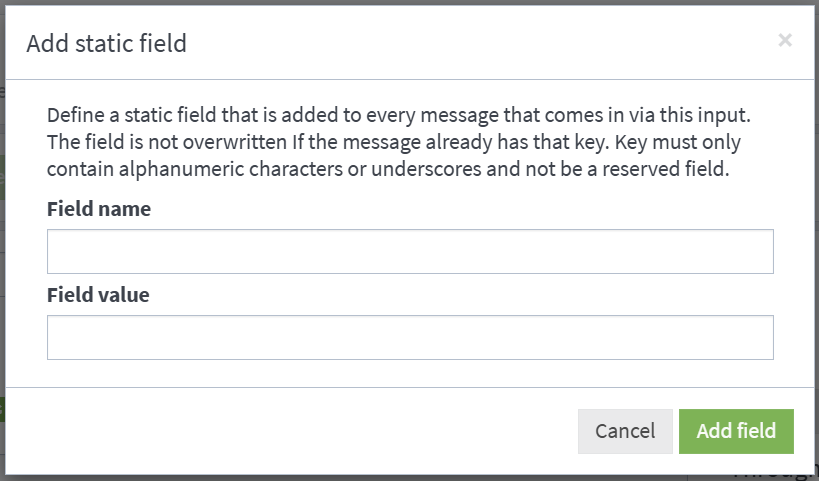 Add static field
×
Define a static field that is added to every message that comes in via this input.
The field is not overwritten If the message already has that key. Key must only
contain alphanumeric characters or underscores and not be a reserved field.
Field name
Field value
Cancel
Add field